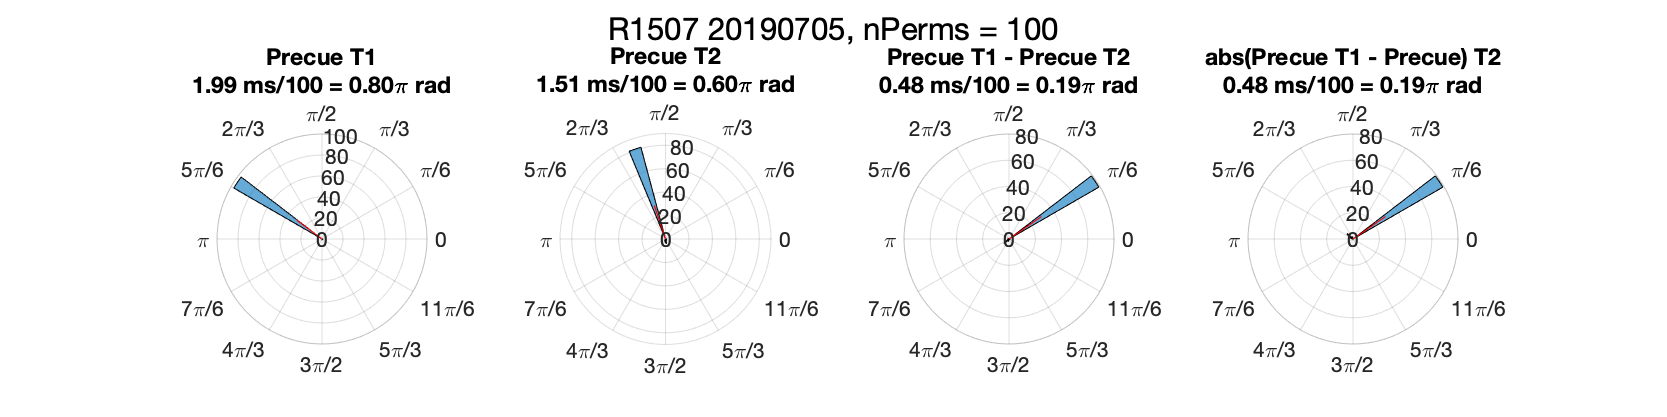 R1507 20190705, nPerms = 100
Precue T1
1.99 ms/100 = 0.80π rad
π/2
2π/3
π/3
5π/6
π/6
π
0
7π/6
11π/6
4π/3
5π/3
3π/2
100
80
60
40
20
0
Precue T2
1.51 ms/100 = 0.60π rad
π/2
2π/3
π/3
5π/6
π/6
π
0
7π/6
11π/6
4π/3
5π/3
3π/2
80
60
40
20
0
Precue T1 - Precue T2
0.48 ms/100 = 0.19π rad
π/2
2π/3
π/3
5π/6
π/6
π
0
7π/6
11π/6
4π/3
5π/3
3π/2
80
60
40
20
0
abs(Precue T1 - Precue) T2
0.48 ms/100 = 0.19π rad
π/2
2π/3
π/3
5π/6
π/6
π
0
7π/6
11π/6
4π/3
5π/3
3π/2
80
60
40
20
0